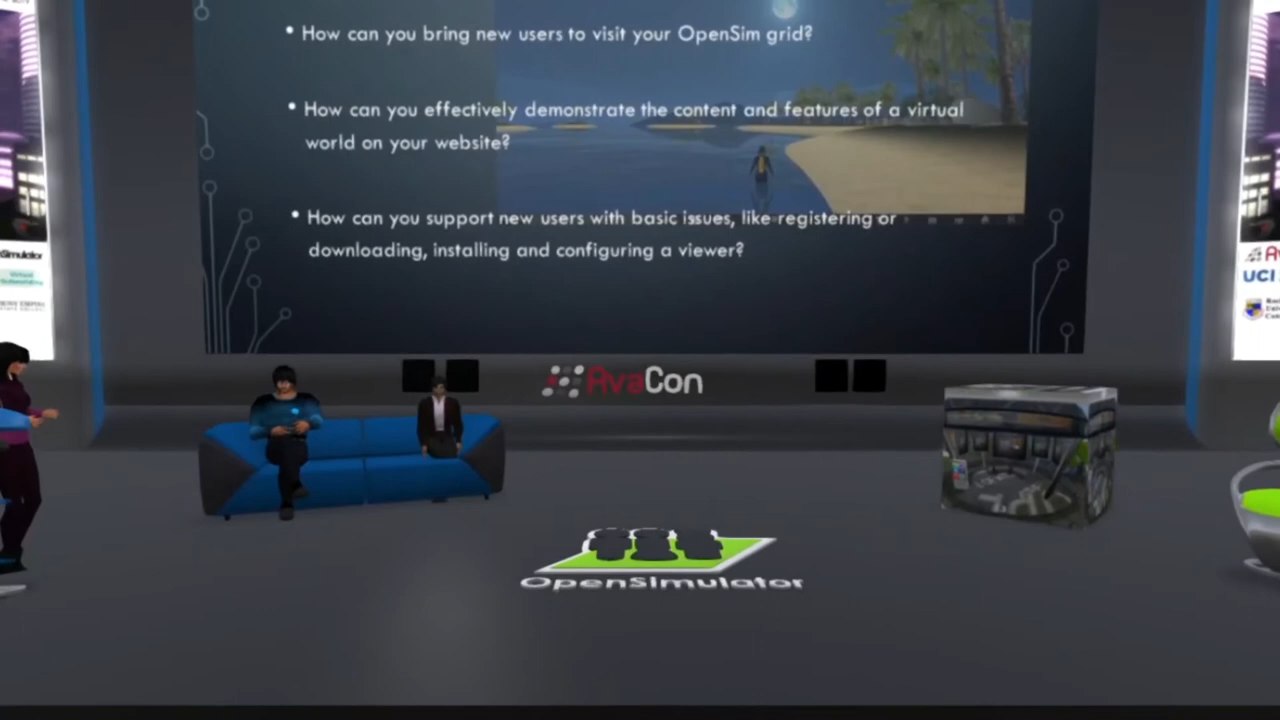 • How can you bring new users to visit your OpenSim grid?
• How can you effectively demonstrate the content and features of a virtual
world on your website?
• How can you support new users with basic issues, like registering or
downloading, installing and configuring a viewer?
AvaCon
UCI
OpenSimulator